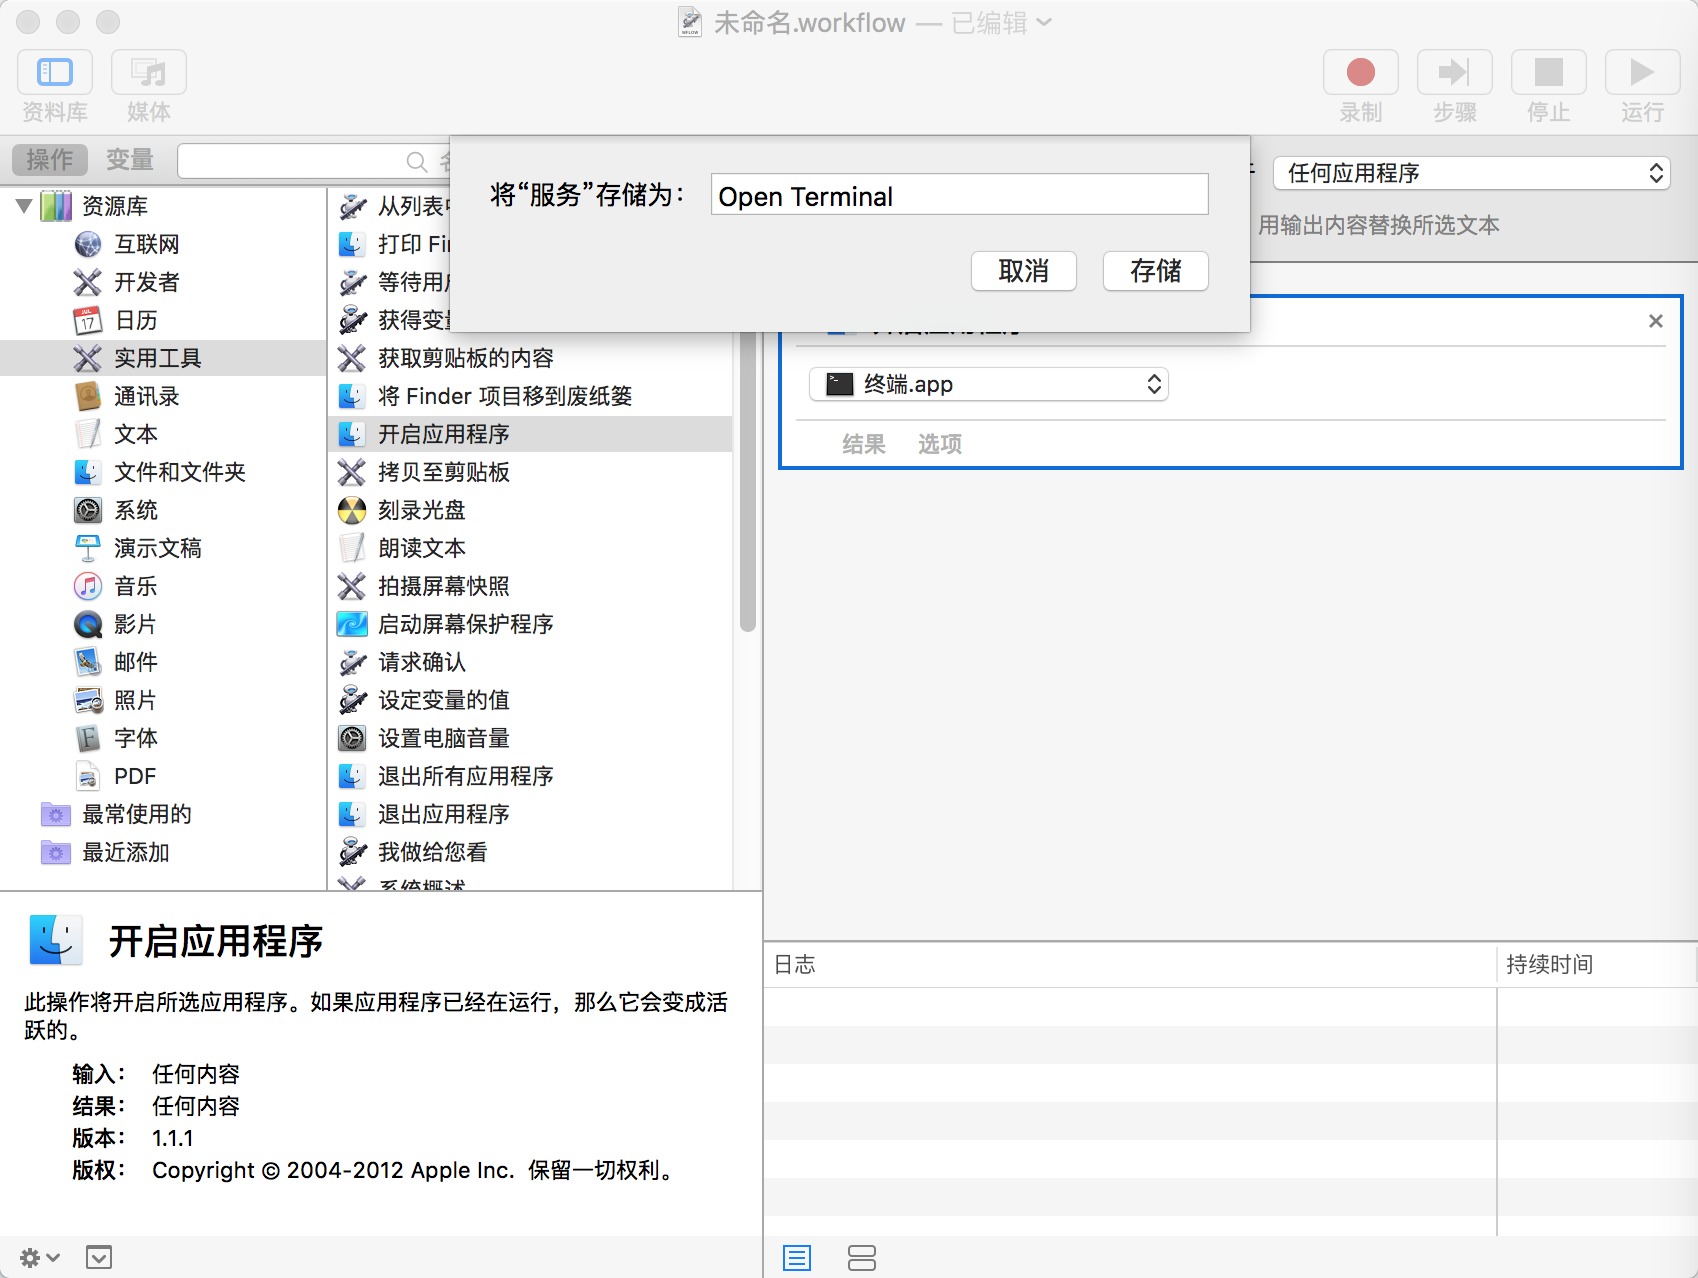 未命名.workflow — 已编辑
资料库
媒体
录制
步骤
停止
运行
操作
变量
将“服务”存储为：
Open Terminal
取消
存储
任何应用程序
用输出内容替换所选文本
资源库
互联网
开发者
JUL
17
日历
实用工具
通讯录
文本
文件和文件夹
系统
演示文稿
音乐
影片
邮件
照片
字体
PDF
最常使用的
最近添加
从列表中
打印 Fin
等待用户
获得变量
获取剪贴板的内容
将 Finder 项目移到废纸篓
开启应用程序
拷贝至剪贴板
刻录光盘
朗读文本
拍摄屏幕快照
启动屏幕保护程序
请求确认
设定变量的值
设置电脑音量
退出所有应用程序
退出应用程序
我做给您看
系统概述
开启应用程序
终端.app
结果
选项
开启应用程序
此操作将开启所选应用程序。如果应用程序已经在运行，那么它会变成活
跃的。
输入： 任何内容
结果： 任何内容
版本： 1.1.1
版权： Copyright © 2004-2012 Apple Inc. 保留一切权利。
日志
持续时间